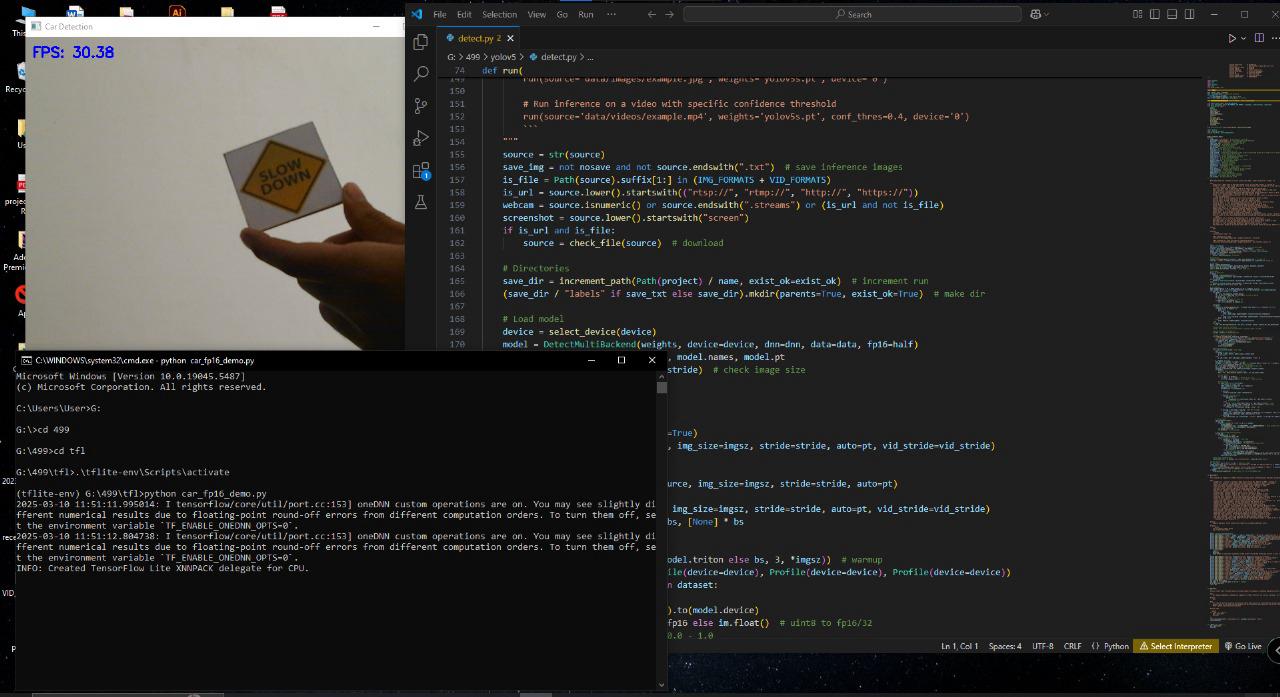 Car Detection
FPS: 30.38
SLOW
DOWN
File Edit Selection View Go Run ··· Search
detect.py 2
G: > 499 > yolov5 > detect.py > ...
74 def run(
149 run(source='data/images/example.jpg', weights='yolov5s.pt', device='0')
150
151 # Run inference on a video with specific confidence threshold
152 run(source='data/videos/example.mp4', weights='yolov5s.pt', conf_thres=0.4, device='0')
153 ```
154 """
155 source = str(source)
156 save_img = not nosave and not source.endswith(".txt") # save inference images
157 is_file = Path(source).suffix[1:] in (IMG_FORMATS + VID_FORMATS)
158 is_url = source.lower().startswith(("rtsp://", "rtmp://", "http://", "https://"))
159 webcam = source.isnumeric() or source.endswith(".streams") or (is_url and not is_file)
160 screenshot = source.lower().startswith("screen")
161 if is_url and is_file:
162 source = check_file(source) # download
163
164 # Directories
165 save_dir = increment_path(Path(project) / name, exist_ok=exist_ok) # increment run
166 (save_dir / "labels" if save_txt else save_dir).mkdir(parents=True, exist_ok=True) # make dir
167
168 # Load model
169 device = select_device(device)
170 model = DetectMultiBackend(weights, device=device, dnn=dnn, data=data, fp16=half)
, model.names, model.pt
stride) # check image size
=True)
, img_size=imgsz, stride=stride, auto=pt, vid_stride=vid_stride)
urce, img_size=imgsz, stride=stride, auto=pt)
, img_size=imgsz, stride=stride, auto=pt, vid_stride=vid_stride)
bs, [None] * bs
odel.triton else bs, 3, *imgsz)) # warmup
ile(device=device), Profile(device=device), Profile(device=device))
n dataset:
).to(model.device)
fp16 else im.float() # uint8 to fp16/32
0.0 - 1.0
Ln 1, Col 1 Spaces: 4 UTF-8 CRLF Python Select Interpreter Go Live
C:\WINDOWS\system32\cmd.exe - python car_fp16_demo.py
Microsoft Windows [Version 10.0.19045.5487]
(c) Microsoft Corporation. All rights reserved.
C:\Users\User>G:
G:\>cd 499
G:\499>cd tfl
G:\499\tfl>.\tflite-env\Scripts\activate
(tflite-env) G:\499\tfl>python car_fp16_demo.py
2025-03-10 11:51:11.995014: I tensorflow/core/util/port.cc:153] oneDNN custom operations are on. You may see slightly di
fferent numerical results due to floating-point round-off errors from different computation orders. To turn them off, se
t the environment variable `TF_ENABLE_ONEDNN_OPTS=0`.
2025-03-10 11:51:12.804738: I tensorflow/core/util/port.cc:153] oneDNN custom operations are on. You may see slightly di
fferent numerical results due to floating-point round-off errors from different computation orders. To turn them off, se
t the environment variable `TF_ENABLE_ONEDNN_OPTS=0`.
INFO: Created TensorFlow Lite XNNPACK delegate for CPU.